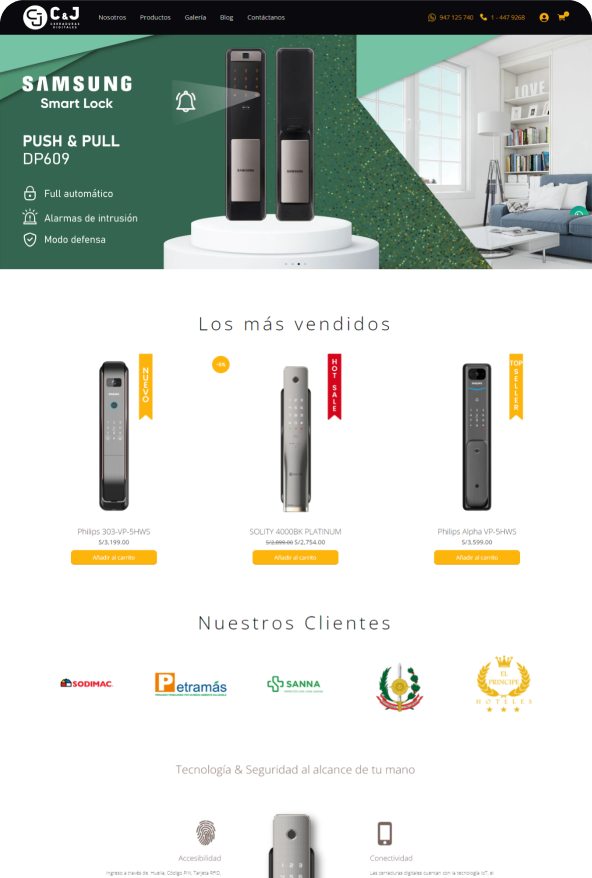 C&J
CERRADURAS
DIGITALES
Nosotros Productos Galería Blog Contáctanos
947 125 740 1 - 447 9268
SAMSUNG
Smart Lock
PUSH & PULL
DP609
Full automático
Alarmas de intrusión
Modo defensa
LOVE
SAMSUNG
SAMSUNG
Los más vendidos
NUEVO
-5%
HOT SALE
TOP SELLER
Philips 303-VP-5HWS
S/3,199.00
Añadir al carrito
SOLITY 4000BK PLATINUM
S/2,899.00 S/2,754.00
Añadir al carrito
Philips Alpha VP-5HWS
S/3,599.00
Añadir al carrito
Nuestros Clientes
SODIMAC
Petramás
SANNA
EL
PRINCIPE
HOTELES
Tecnología & Seguridad al alcance de tu mano
Accesibilidad
Ingreso a través de: Huella, Código PIN, Tarjeta RFID,
Conectividad
Las cerraduras digitales cuentan con la tecnología IoT, el